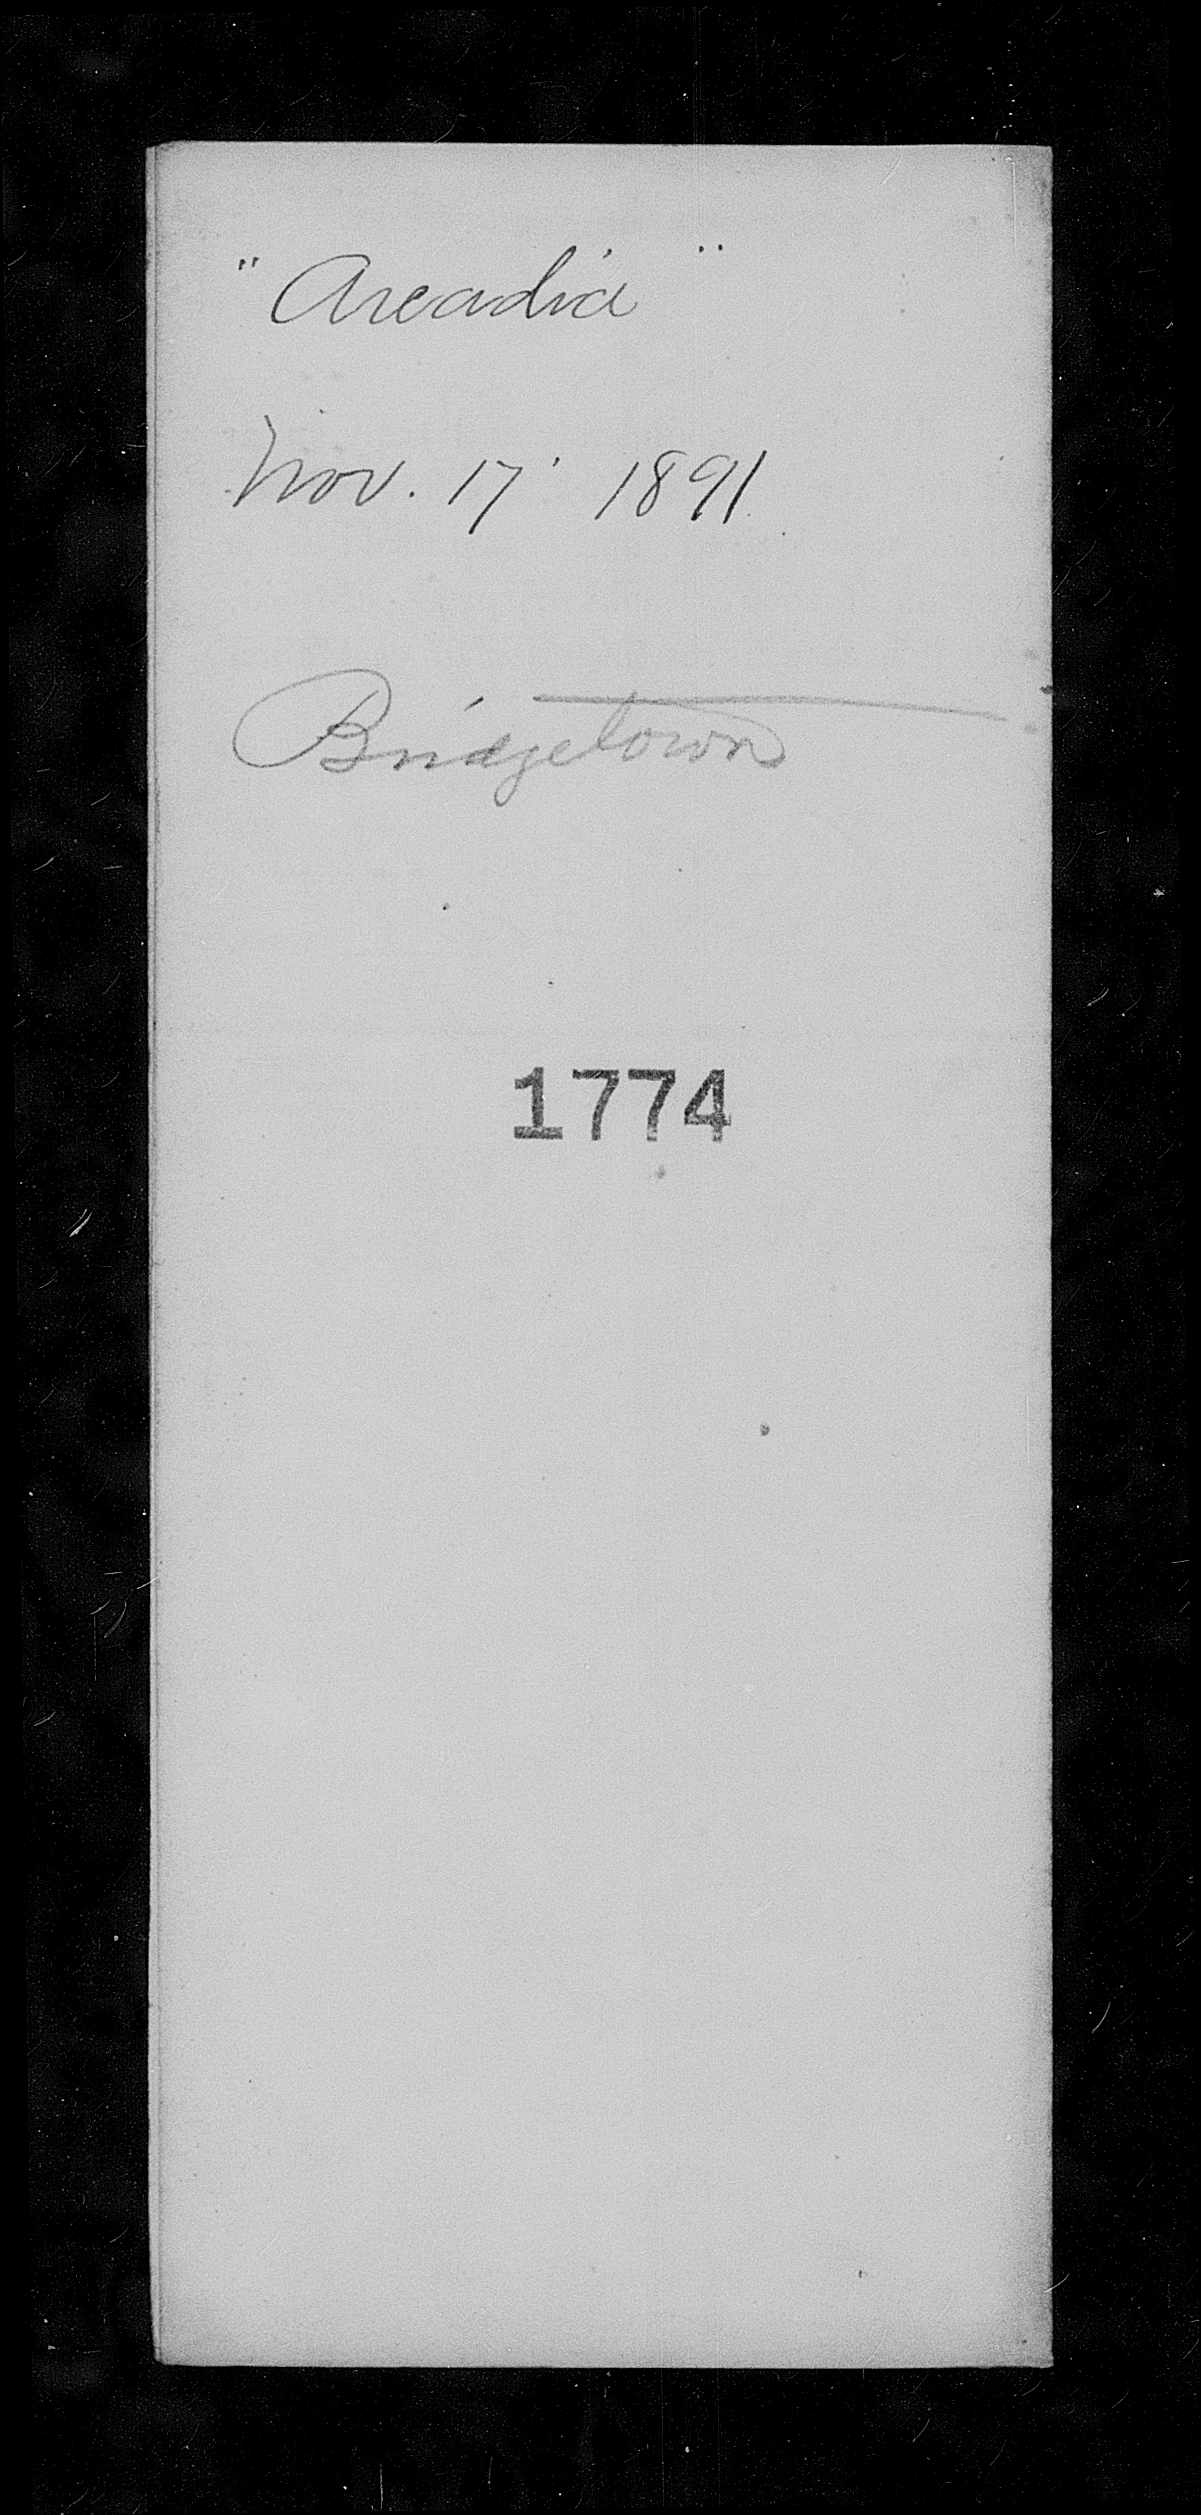 "Arcadia"
Nov. 17 1891
Bridgetown
1774